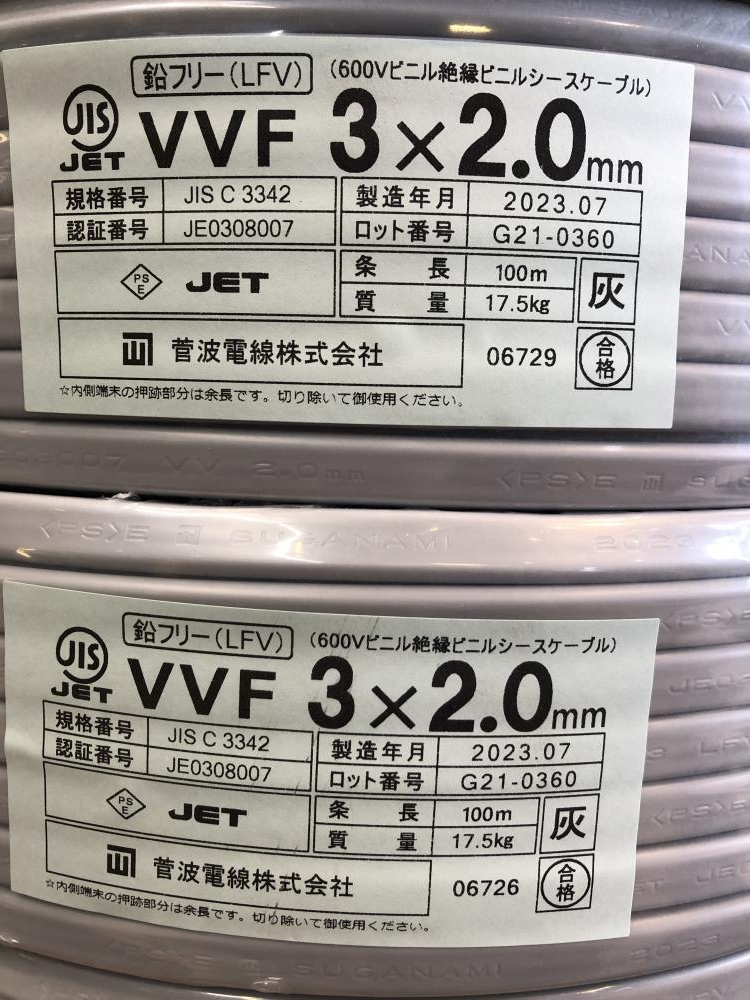 鉛フリー(LFV) (600Vビニル絶縁ビニルシースケーブル)
JIS
JET
VVF 3×2.0mm
規格番号 JIS C 3342 製造年月 2023.07
認証番号 JE0308007 ロット番号 G21-0360
PS
E
JET
条長 100m
質量 17.5kg
灰
菅波電線株式会社 06729 合格
☆内側端末の押跡部分は余長です。切り除いて御使用ください。
308007 VV 2.0mm <PS>E SUGA
<PS>E SUGANAMI 2023
鉛フリー(LFV) (600Vビニル絶縁ビニルシースケーブル)
JIS
JET
VVF 3×2.0mm
規格番号 JIS C 3342 製造年月 2023.07
認証番号 JE0308007 ロット番号 G21-0360
PS
E
JET
条長 100m
質量 17.5kg
灰
菅波電線株式会社 06726 合格
☆内側端末の押跡部分は余長です。切り除いて御使用ください。
SUGANAMI 2023